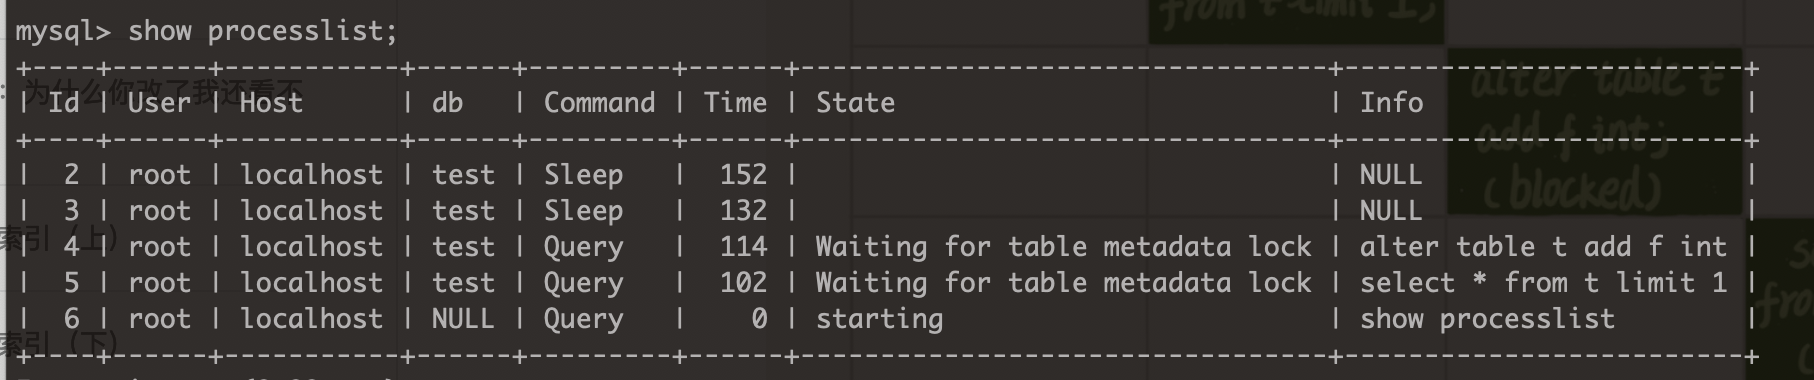 from t limit 1;
mysql> show processlist;
+----+------+-----------+------+---------+------+---------------------------------+-------------------------+
: 为什么你改了我还看不
| Id | User | Host      | db   | Command | Time | State                           | Info                    |
alter table t
add f int;
(blocked)
+----+------+-----------+------+---------+------+---------------------------------+-------------------------+
|  2 | root | localhost | test | Sleep   |  152 |                                 | NULL                    |
|  3 | root | localhost | test | Sleep   |  132 |                                 | NULL                    |
索引（上）
|  4 | root | localhost | test | Query   |  114 | Waiting for table metadata lock | alter table t add f int |
|  5 | root | localhost | test | Query   |  102 | Waiting for table metadata lock | select * from t limit 1 |
|  6 | root | localhost | NULL | Query   |    0 | starting                        | show processlist        |
索引（下）
+----+------+-----------+------+---------+------+---------------------------------+-------------------------+